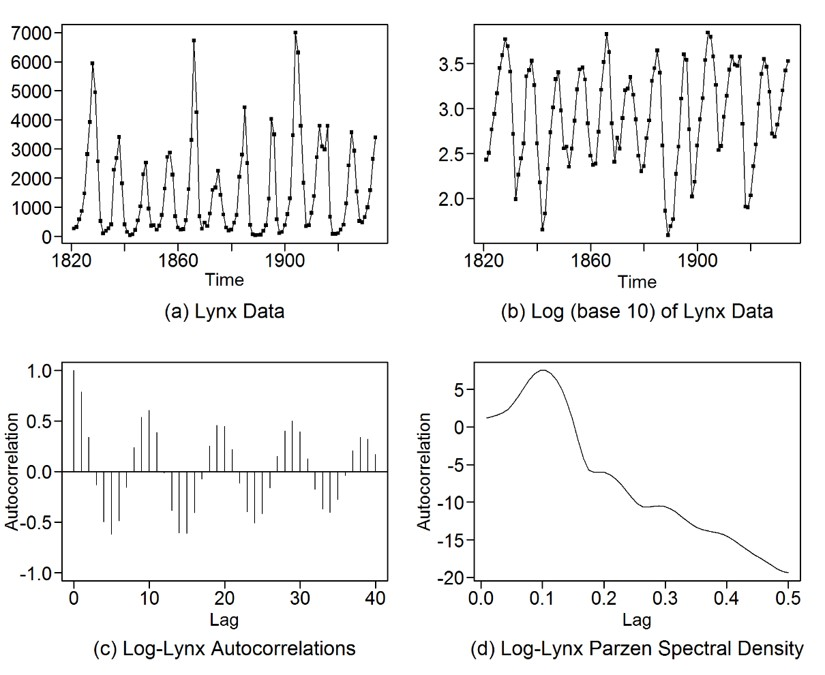 7000
6000
5000
4000
3000
2000
1000
0
1820 1860 1900
Time
(a) Lynx Data
3.5
3.0
2.5
2.0
1820 1860 1900
Time
(b) Log (base 10) of Lynx Data
Autocorrelation
1.0
0.5
0.0
-0.5
-1.0
0 10 20 30 40
Lag
(c) Log-Lynx Autocorrelations
Autocorrelation
5
0
-5
-10
-15
-20
0.0 0.1 0.2 0.3 0.4 0.5
Lag
(d) Log-Lynx Parzen Spectral Density